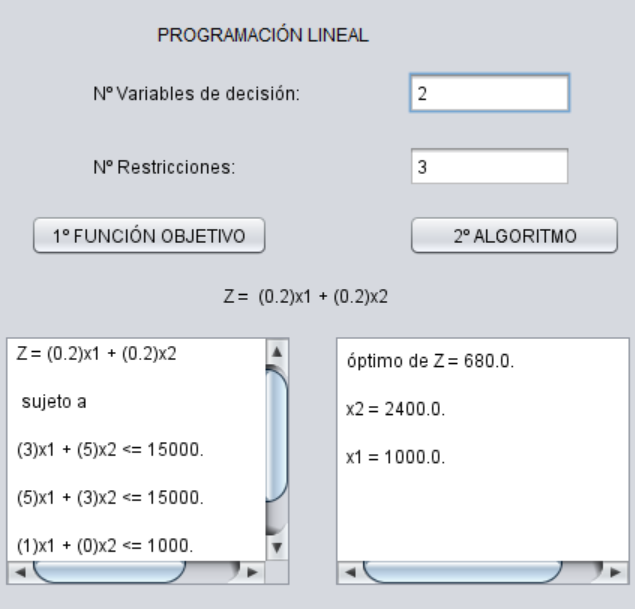 PROGRAMACIÓN LINEAL
Nº Variables de decisión: 2
Nº Restricciones: 3
1º FUNCIÓN OBJETIVO 2º ALGORITMO
Z = (0.2)x1 + (0.2)x2
Z = (0.2)x1 + (0.2)x2
sujeto a
(3)x1 + (5)x2 <= 15000.
(5)x1 + (3)x2 <= 15000.
(1)x1 + (0)x2 <= 1000.
óptimo de Z = 680.0.
x2 = 2400.0.
x1 = 1000.0.